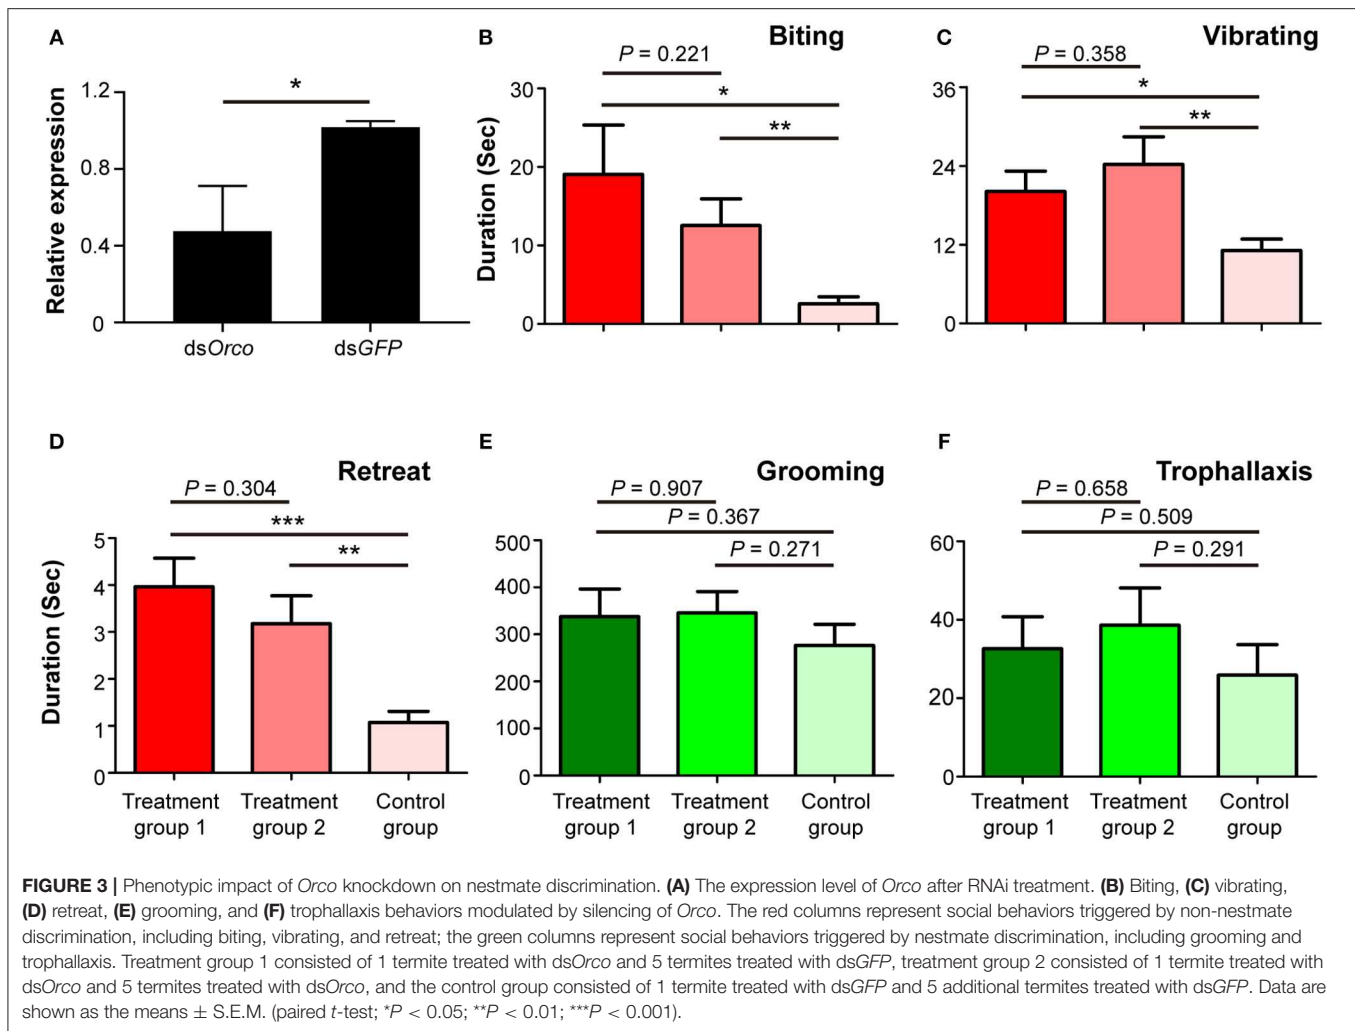 A
Relative expression
1.2
0.8
0.4
0
*
dsOrco
dsGFP
B
Biting
P = 0.221
*
**
Duration (Sec)
30
20
10
0
C
Vibrating
P = 0.358
*
**
36
24
12
0
D
Retreat
P = 0.304
***
**
Duration (Sec)
5
4
3
2
1
0
Treatment
group 1
Treatment
group 2
Control
group
E
Grooming
P = 0.907
P = 0.367
P = 0.271
500
400
300
200
100
0
Treatment
group 1
Treatment
group 2
Control
group
F
Trophallaxis
P = 0.658
P = 0.509
P = 0.291
60
40
20
0
Treatment
group 1
Treatment
group 2
Control
group
FIGURE 3 | Phenotypic impact of Orco knockdown on nestmate discrimination. (A) The expression level of Orco after RNAi treatment. (B) Biting, (C) vibrating,
(D) retreat, (E) grooming, and (F) trophallaxis behaviors modulated by silencing of Orco. The red columns represent social behaviors triggered by non-nestmate
discrimination, including biting, vibrating, and retreat; the green columns represent social behaviors triggered by nestmate discrimination, including grooming and
trophallaxis. Treatment group 1 consisted of 1 termite treated with dsOrco and 5 termites treated with dsGFP, treatment group 2 consisted of 1 termite treated with
dsOrco and 5 termites treated with dsOrco, and the control group consisted of 1 termite treated with dsGFP and 5 additional termites treated with dsGFP. Data are
shown as the means ± S.E.M. (paired t-test; *P < 0.05; **P < 0.01; ***P < 0.001).